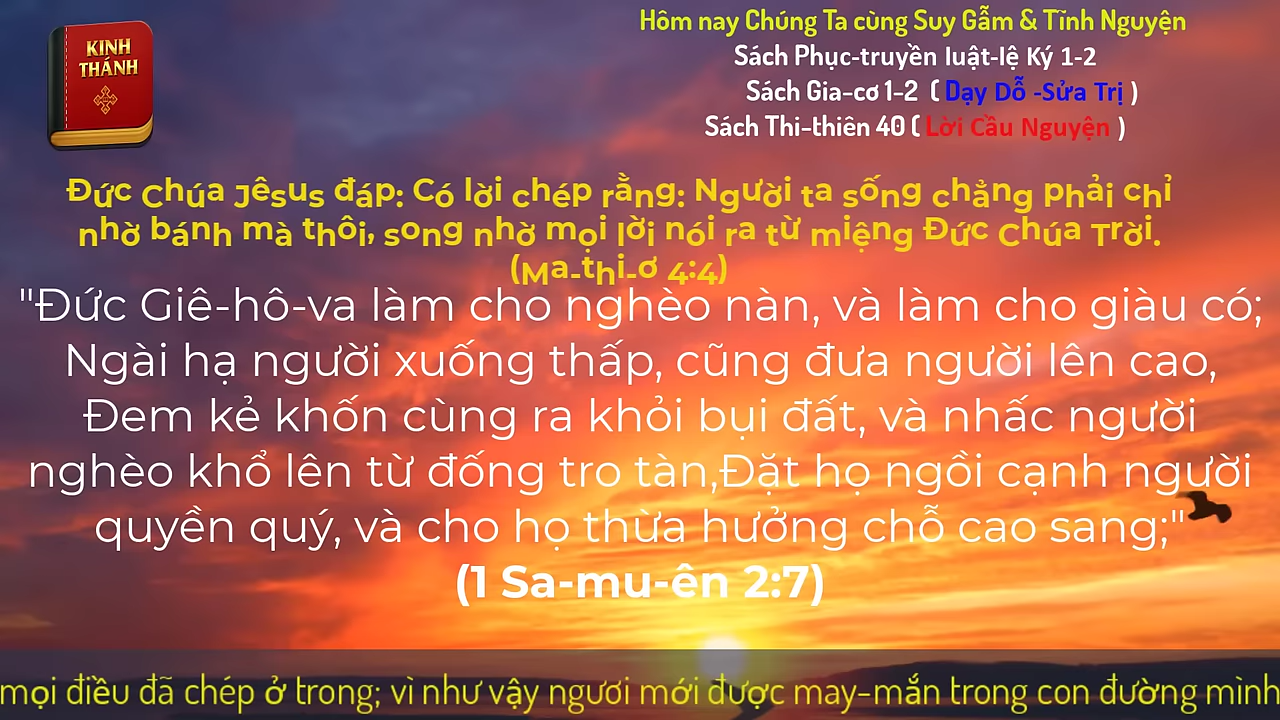 KINH
THÁNH
Hôm nay Chúng Ta cùng Suy Gẫm & Tĩnh Nguyện
Sách Phục-truyền luật-lệ Ký 1-2
Sách Gia-cơ 1-2 ( Dạy Dỗ -Sửa Trị )
Sách Thi-thiên 40 ( Lời Cầu Nguyện )
Đức Chúa Jêsus đáp: Có lời chép rằng: Người ta sống chẳng phải chỉ
nhờ bánh mà thôi, song nhờ mọi lời nói ra từ miệng Đức Chúa Trời.
(Ma-thi-ơ 4:4)
"Đức Giê-hô-va làm cho nghèo nàn, và làm cho giàu có;
Ngài hạ người xuống thấp, cũng đưa người lên cao,
Đem kẻ khốn cùng ra khỏi bụi đất, và nhấc người
nghèo khổ lên từ đống tro tàn,Đặt họ ngồi cạnh người
quyền quý, và cho họ thừa hưởng chỗ cao sang;"
(1 Sa-mu-ên 2:7)
mọi điều đã chép ở trong; vì như vậy ngươi mới được may-mắn trong con đường mình